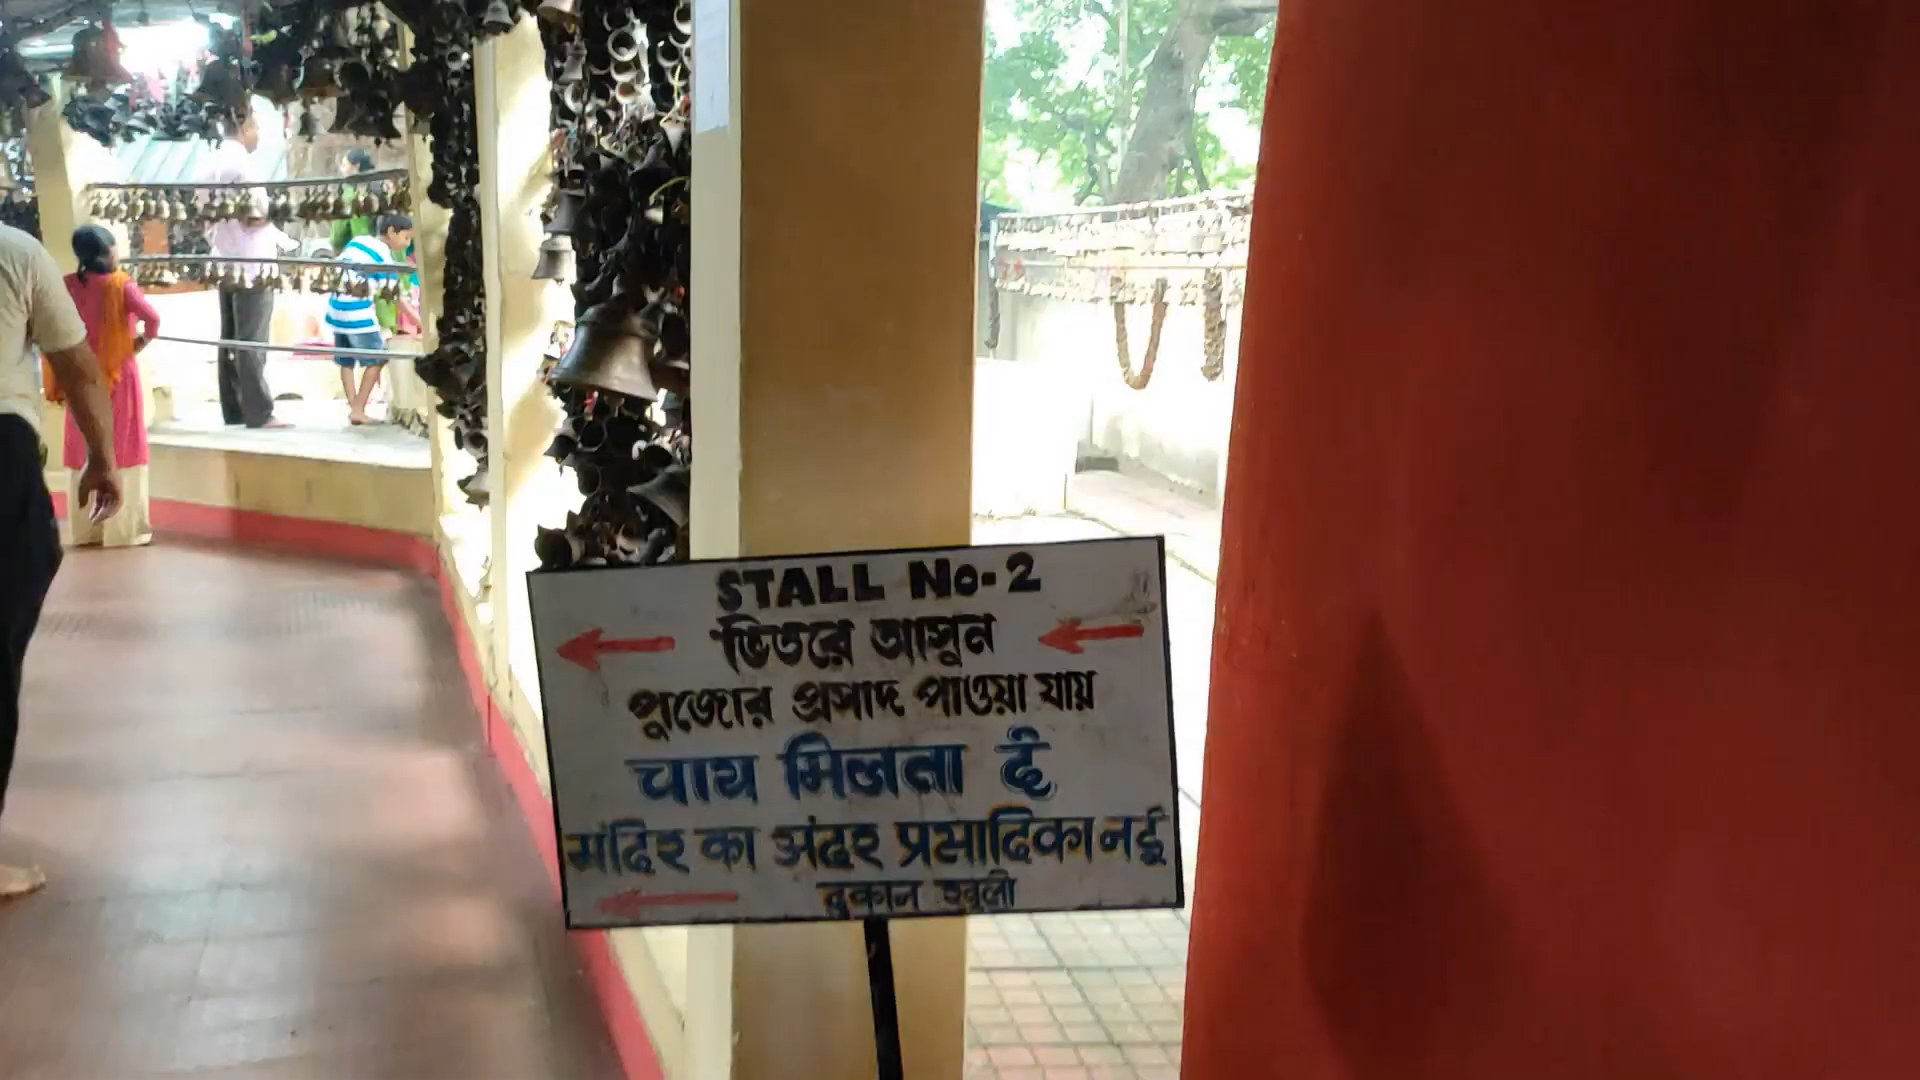 STALL No-2
ভিতরে আসুন
পুজোর প্রসাদ পাওয়া যায়
चाय मिलता है
मंदिर का अंदर प्रसादिका नई
दुकान खुली